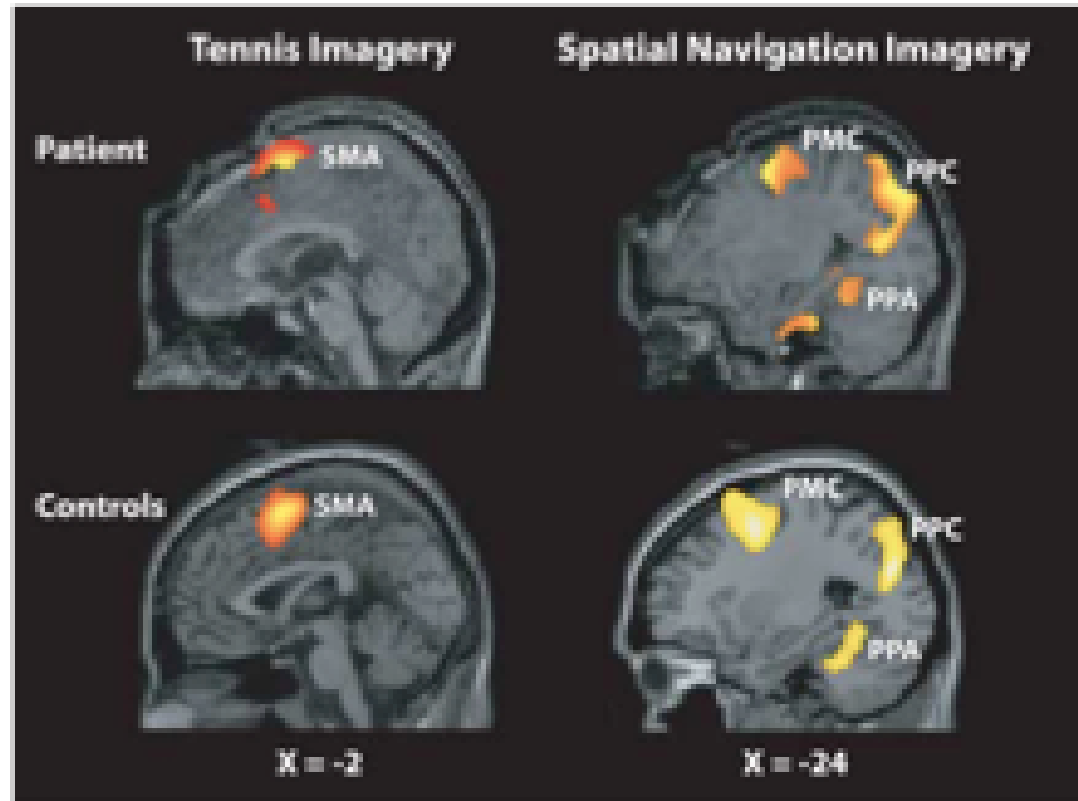 Tennis Imagery
Spatial Navigation Imagery
Patient
SMA
PMC
PPC
PPA
Controls
SMA
PMC
PPC
PPA
X = -2
X = -24